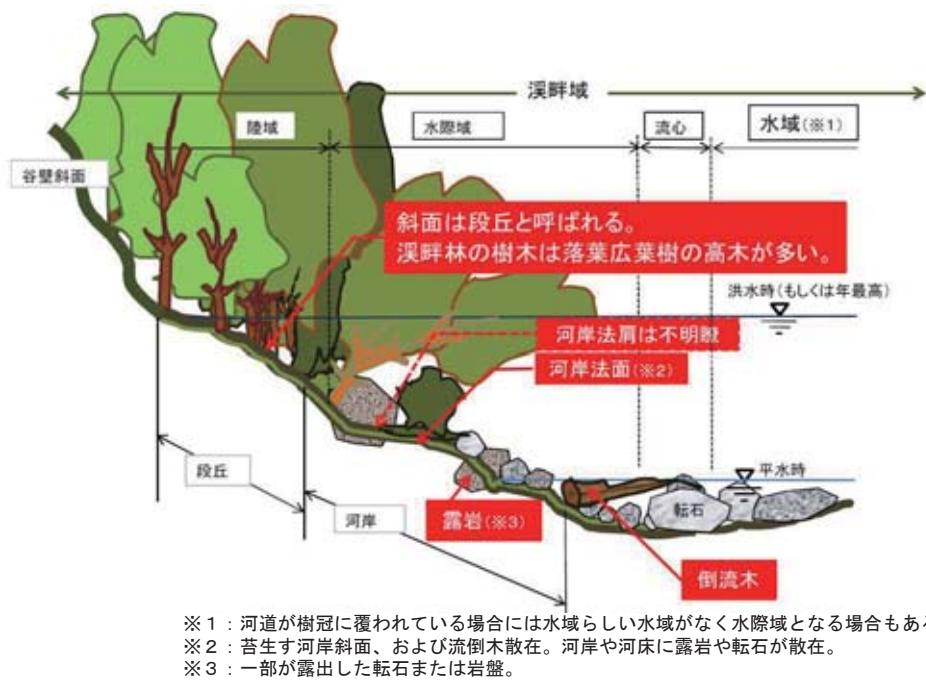 渓畔域
陸域
水際域
流心
水域(※1)
谷壁斜面
斜面は段丘と呼ばれる。
渓畔林の樹木は落葉広葉樹の高木が多い。
洪水時(もしくは年最高)
河岸法肩は不明瞭
河岸法面(※2)
平水時
段丘
河岸
露岩(※3)
転石
倒流木
※1：河道が樹冠に覆われている場合には水域らしい水域がなく水際域となる場合もあ
※2：苔生す河岸斜面、および流倒木散在。河岸や河床に露岩や転石が散在。
※3：一部が露出した転石または岩盤。